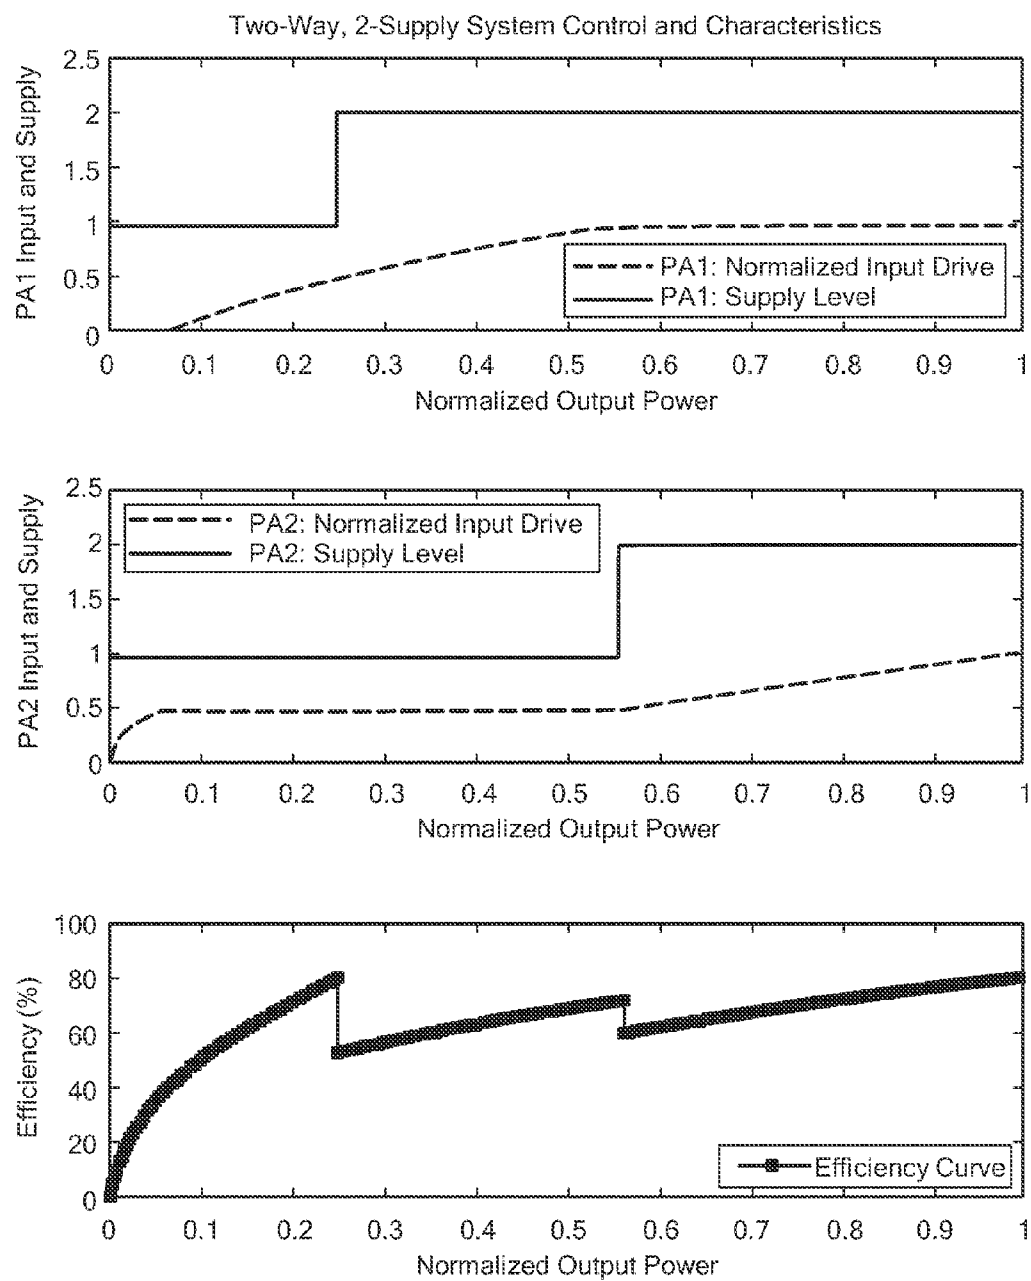 Two-Way, 2-Supply System Control and Characteristics
PA1 Input and Supply
2.5
2
1.5
1
0.5
0
PA1: Normalized Input Drive
PA1: Supply Level
0 0.1 0.2 0.3 0.4 0.5 0.6 0.7 0.8 0.9 1
Normalized Output Power
PA2 Input and Supply
2.5
2
1.5
1
0.5
0
PA2: Normalized Input Drive
PA2: Supply Level
0 0.1 0.2 0.3 0.4 0.5 0.6 0.7 0.8 0.9 1
Normalized Output Power
Efficiency (%)
100
80
60
40
20
0
Efficiency Curve
0 0.1 0.2 0.3 0.4 0.5 0.6 0.7 0.8 0.9 1
Normalized Output Power